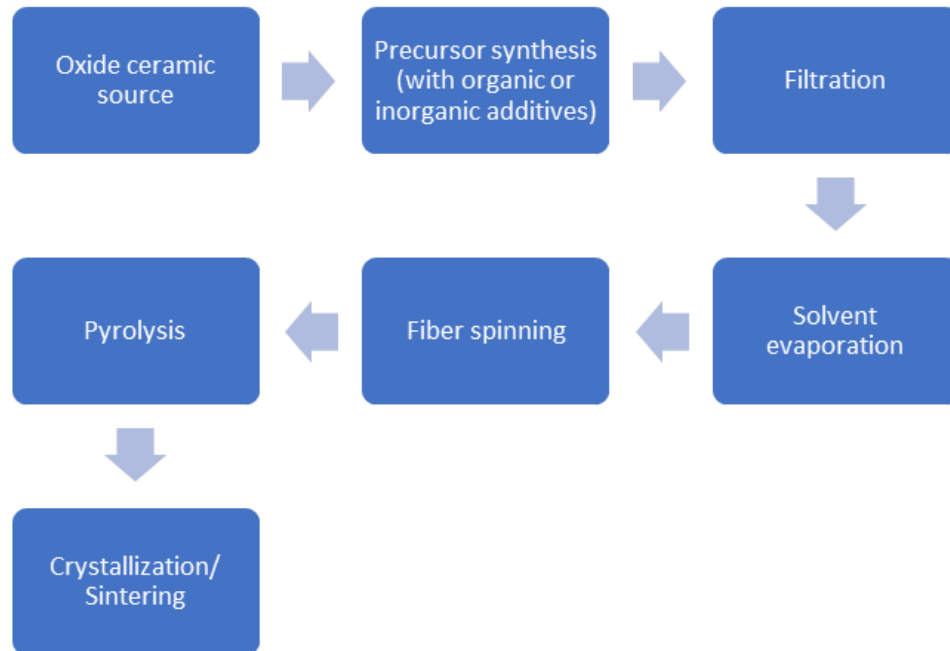 Oxide ceramic
source
Precursor synthesis
(with organic or
inorganic additives)
Filtration
Solvent
evaporation
Fiber spinning
Pyrolysis
Crystallization/
Sintering